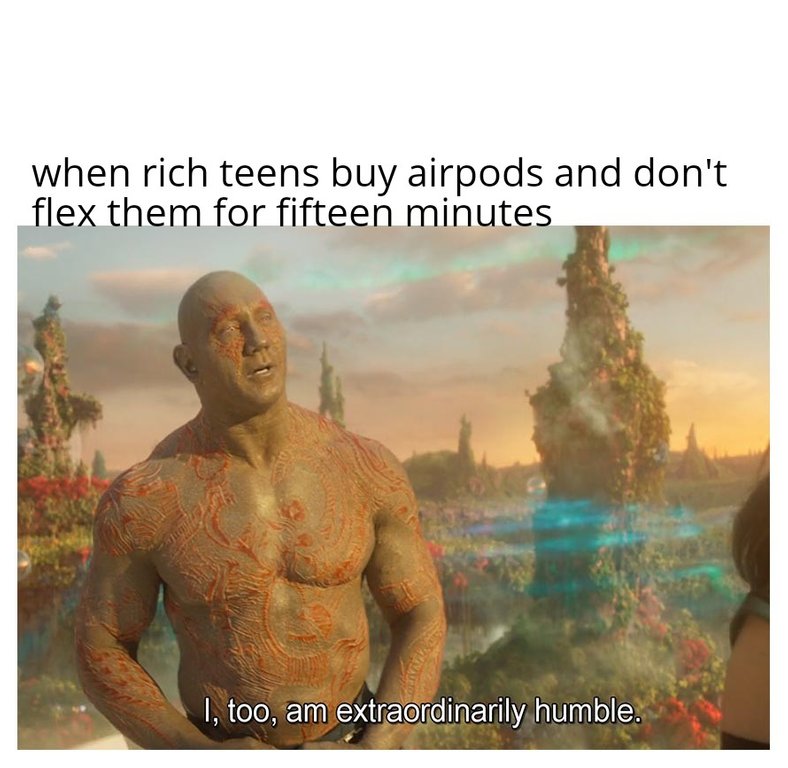 when rich teens buy airpods and don't
flex them for fifteen minutes
I, too, am extraordinarily humble.